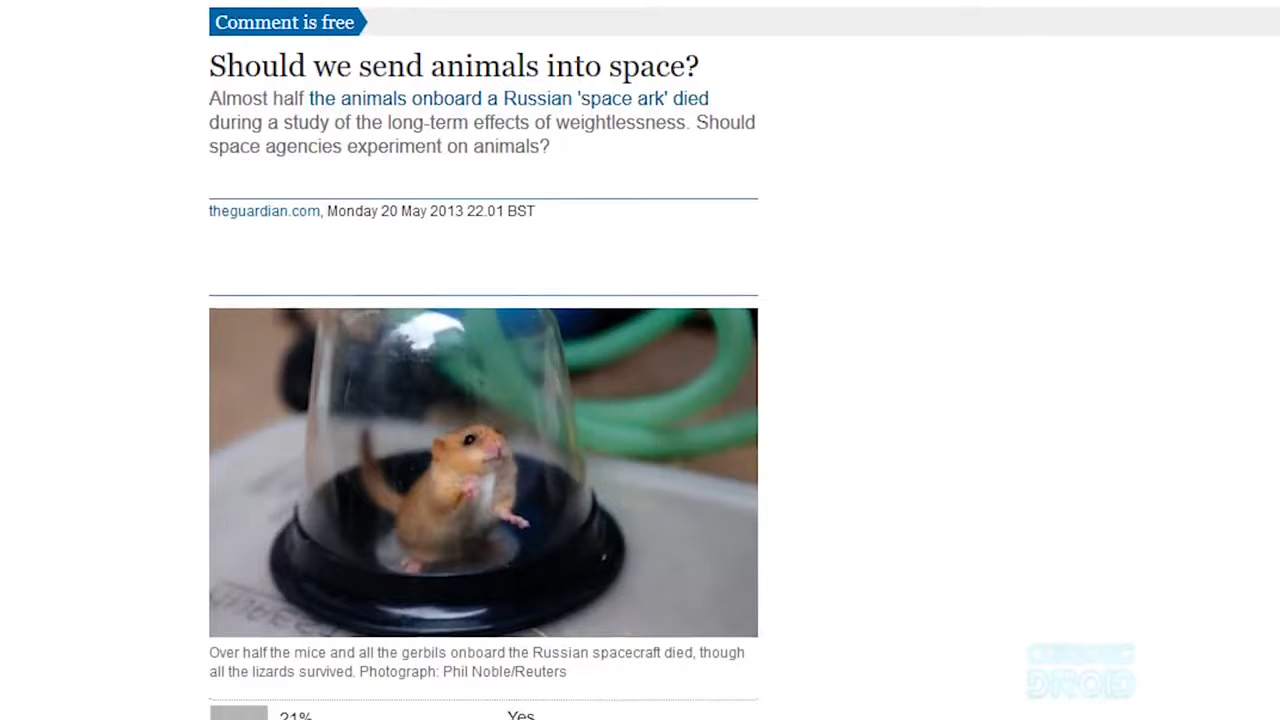 Comment is free
Should we send animals into space?
Almost half the animals onboard a Russian 'space ark' died
during a study of the long-term effects of weightlessness. Should
space agencies experiment on animals?
theguardian.com, Monday 20 May 2013 22.01 BST
Over half the mice and all the gerbils onboard the Russian spacecraft died, though
all the lizards survived. Photograph: Phil Noble/Reuters
21% Yes
DROID